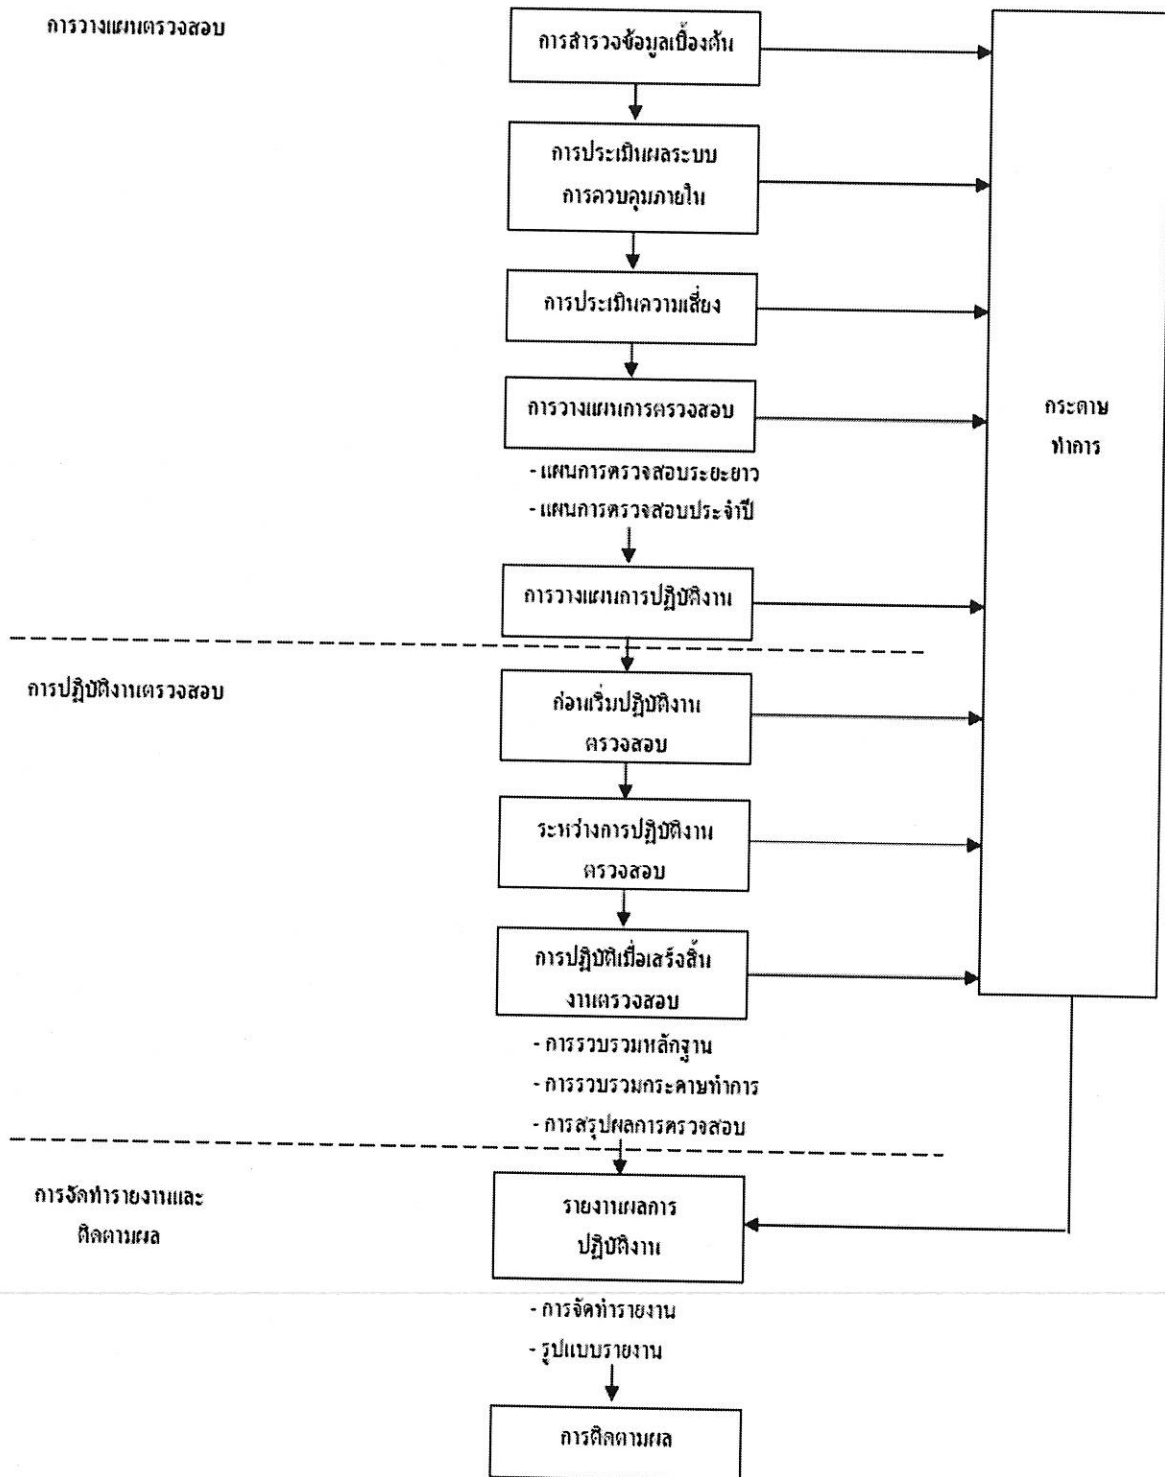 การวางแผนตรวจสอบ
การสำรวจข้อมูลเบื้องต้น
การประเมินผลระบบ
การควบคุมภายใน
การประเมินความเสี่ยง
การวางแผนการตรวจสอบ
- แผนการตรวจสอบระยะยาว
- แผนการตรวจสอบประจำปี
การวางแผนการปฏิบัติงาน
กระดาษ
ทำการ
การปฏิบัติงานตรวจสอบ
ก่อนเริ่มปฏิบัติงาน
ตรวจสอบ
ระหว่างการปฏิบัติงาน
ตรวจสอบ
การปฏิบัติเมื่อเสร็จสิ้น
งานตรวจสอบ
- การรวบรวมหลักฐาน
- การรวบรวมกระดาษทำการ
- การสรุปผลการตรวจสอบ
การจัดทำรายงานและ
ติดตามผล
รายงานผลการ
ปฏิบัติงาน
- การจัดทำรายงาน
- รูปแบบรายงาน
การติดตามผล